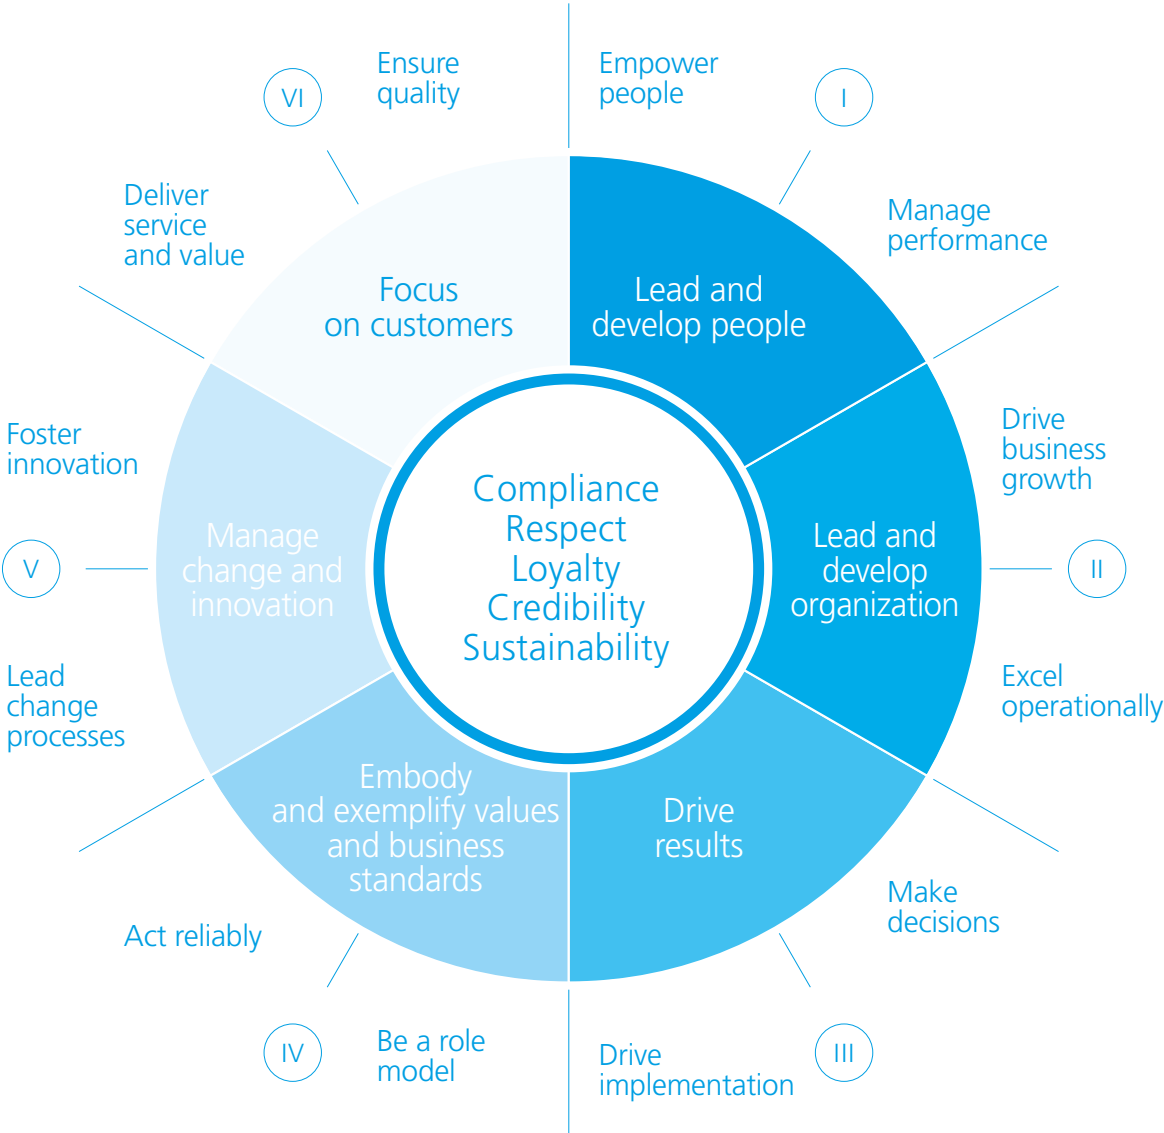 Ensure
quality
Empower
people
VI
I
Deliver
service
and value
Manage
performance
Focus
on customers
Lead and
develop people
Foster
innovation
Drive
business
growth
Compliance
Respect
Loyalty
Credibility
Sustainability
Manage
change and
innovation
Lead and
develop
organization
V
II
Lead
change
processes
Excel
operationally
Embody
and exemplify values
and business
standards
Drive
results
Act reliably
Make
decisions
IV
Be a role
model
Drive
implementation
III